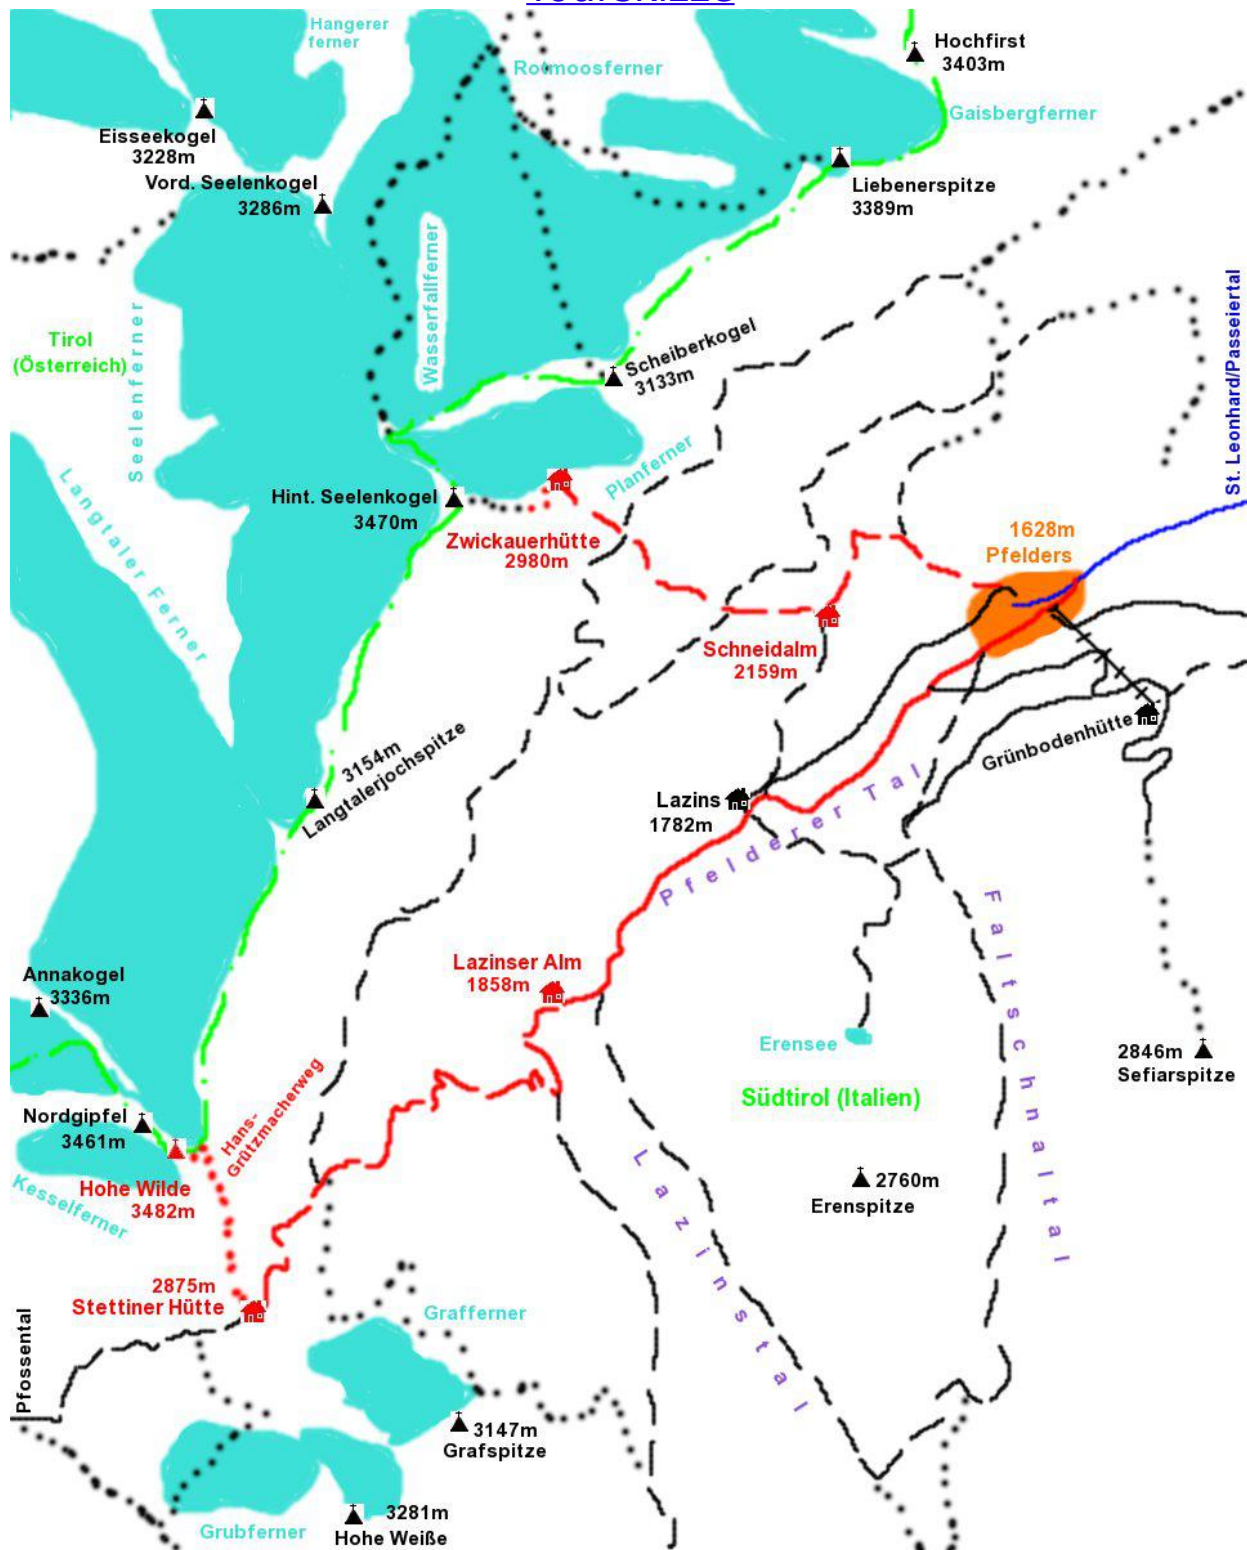 Tourskizze
Hangerer
ferner
Rotmoosferner
Hochfirst
3403m
Gaisbergferner
Eisseekogel
3228m
Vord. Seelenkogel
3286m
Liebenerspitze
3389m
Wasserfallferner
Tirol
(Österreich)
Seelenferner
Scheiberkogel
3133m
St. Leonhard/Passeiertal
Langtaler Ferner
Planferner
Hint. Seelenkogel
3470m
Zwickauerhütte
2980m
1628m
Pfelders
Schneidalm
2159m
Grünbodenhütte
3154m
Langtalerjochspitze
Lazins
1782m
Pfelderer Tal
Faltschnaltal
Lazinser Alm
1858m
Annakogel
3336m
Erensee
2846m
Sefiarspitze
Südtirol (Italien)
Nordgipfel
3461m
Hans-
Grützmacherweg
Hohe Wilde
3482m
Kesselferner
2760m
Erenspitze
Lazinstal
2875m
Stettiner Hütte
Grafferner
Pfossental
3147m
Grafspitze
3281m
Hohe Weiße
Grubferner